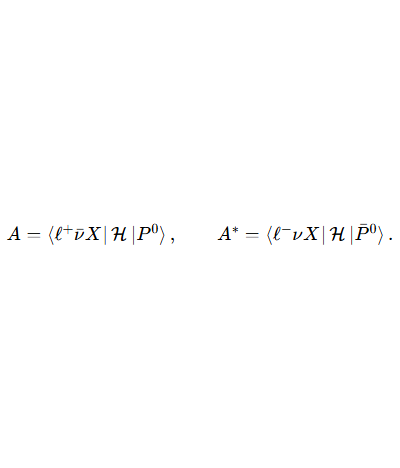 A = ⟨ℓ⁺ν̄X| ℋ |P⁰⟩ , A* = ⟨ℓ⁻νX| ℋ |P̄⁰⟩ .